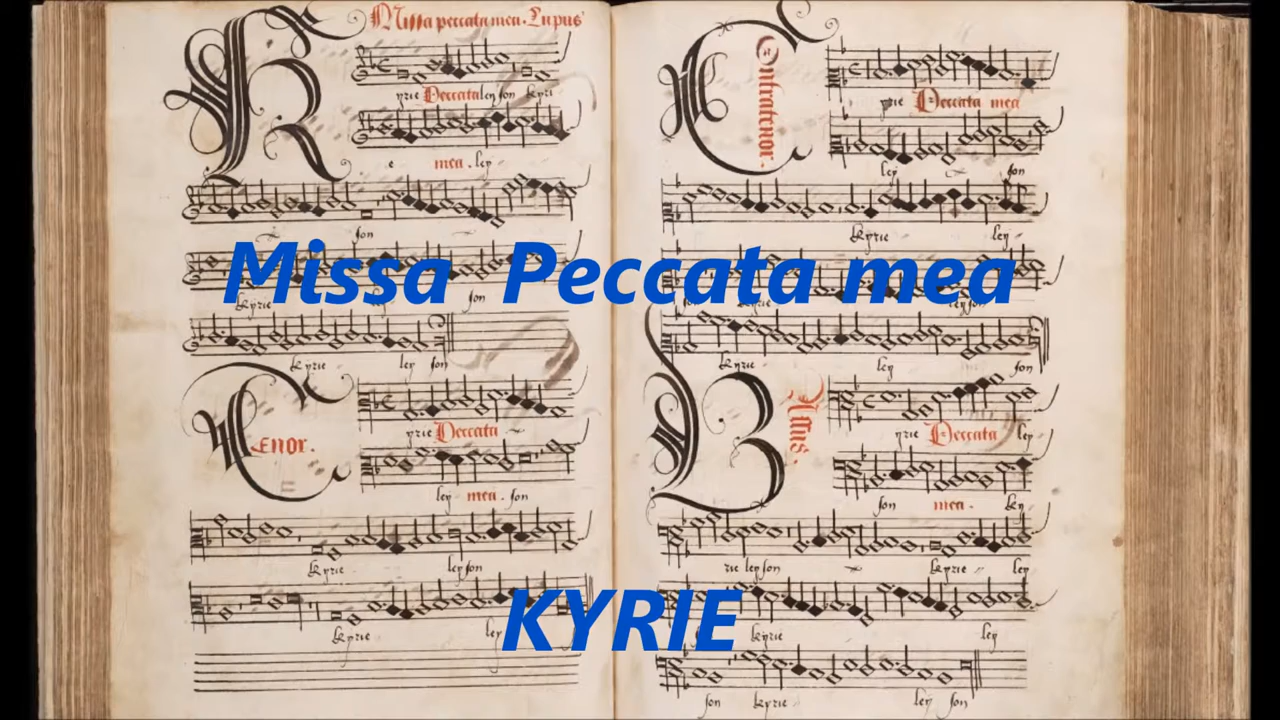 Missa peccata mea. Lupus
yrie Peccata leyson kyri
e mea . ley
son
kyrie son
kyrie ley son
Tenor.
yrie Peccata
ley mea . son
kyrie leyson
kyrie ley
Contratenor.
yrie Peccata mea
ley son
kyrie ley
kyrie leyson
kyrie ley son
Bassus.
yrie Peccata ley
son mea . ky
rie leyson kyrie ley
kyrie ley
son kyrie ley son
Missa Peccata mea
KYRIE